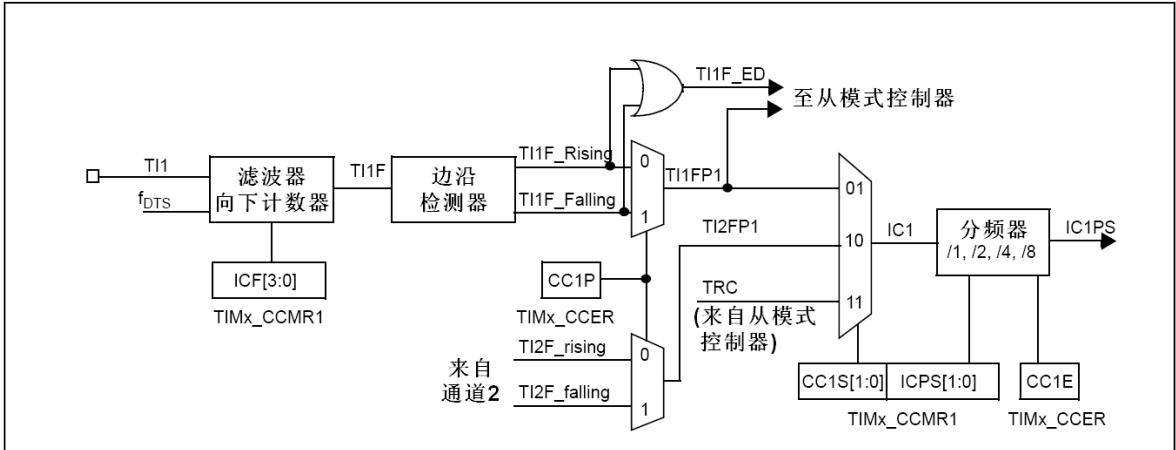 TI1F_ED
至从模式控制器
TI1
fDTS
滤波器
向下计数器
TI1F
边沿
检测器
TI1F_Rising
TI1F_Falling
0
1
TI1FP1
TI2FP1
TRC
(来自从模式
控制器)
01
10
11
IC1
分频器
/1, /2, /4, /8
IC1PS
ICF[3:0]
TIMx_CCMR1
CC1P
TIMx_CCER
来自
通道2
TI2F_rising
TI2F_falling
0
1
CC1S[1:0]
ICPS[1:0]
TIMx_CCMR1
CC1E
TIMx_CCER